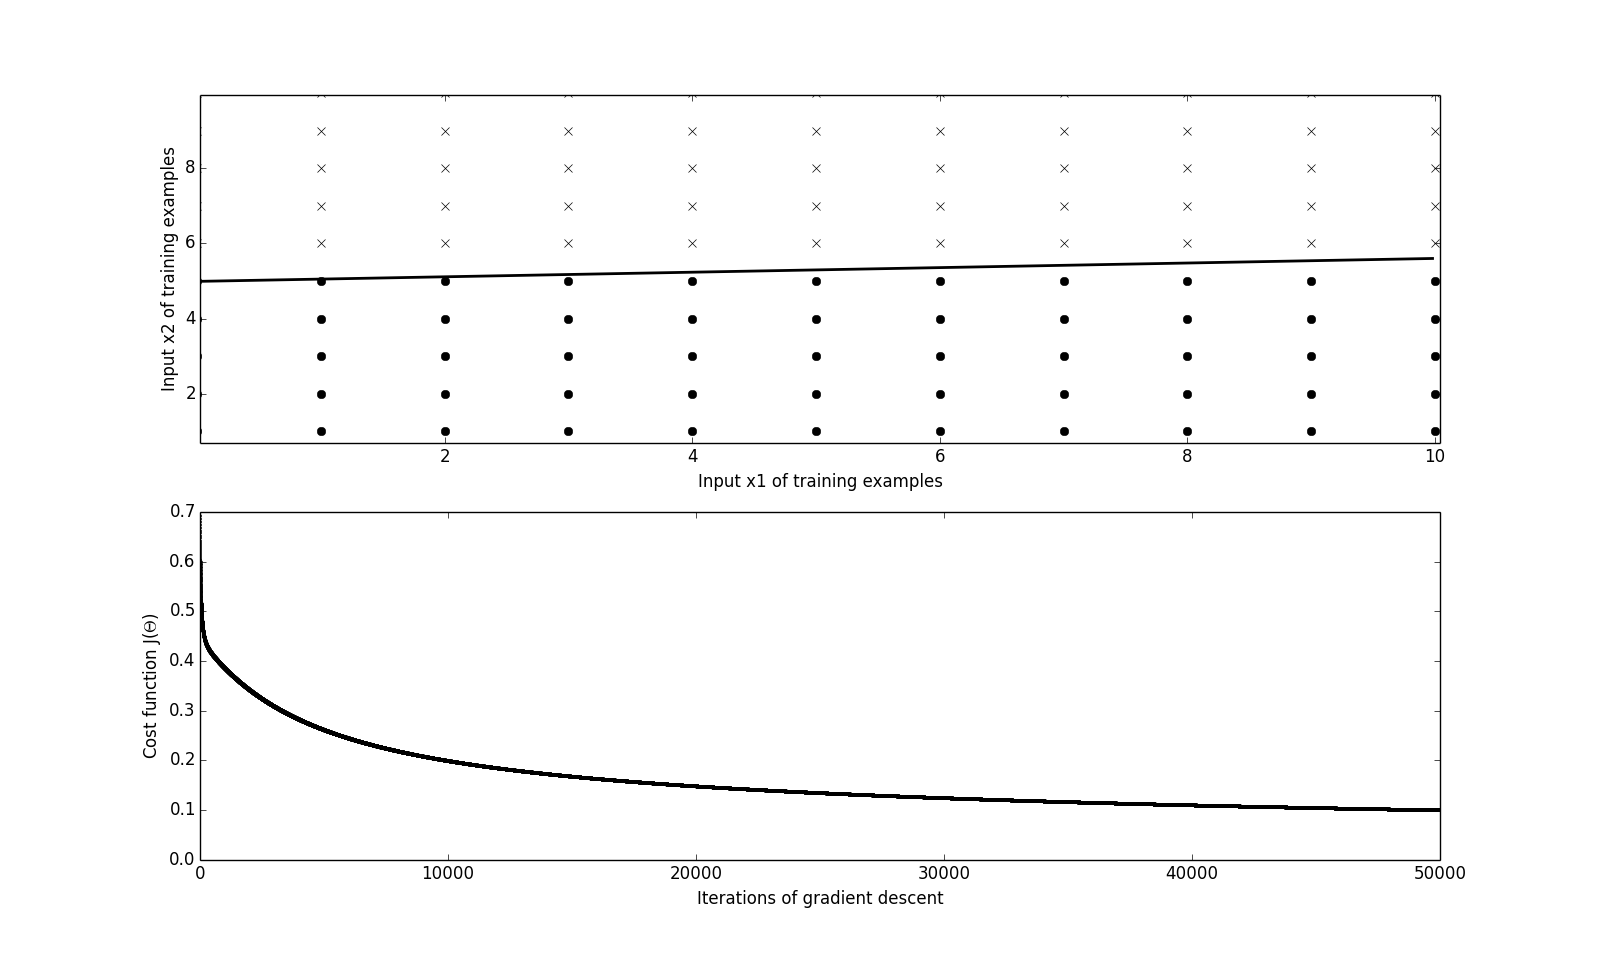 8
6
4
2
Input x2 of training examples
2 4 6 8 10
Input x1 of training examples
0.7
0.6
0.5
0.4
0.3
0.2
0.1
0.0
Cost function J(Θ)
0 10000 20000 30000 40000 50000
Iterations of gradient descent